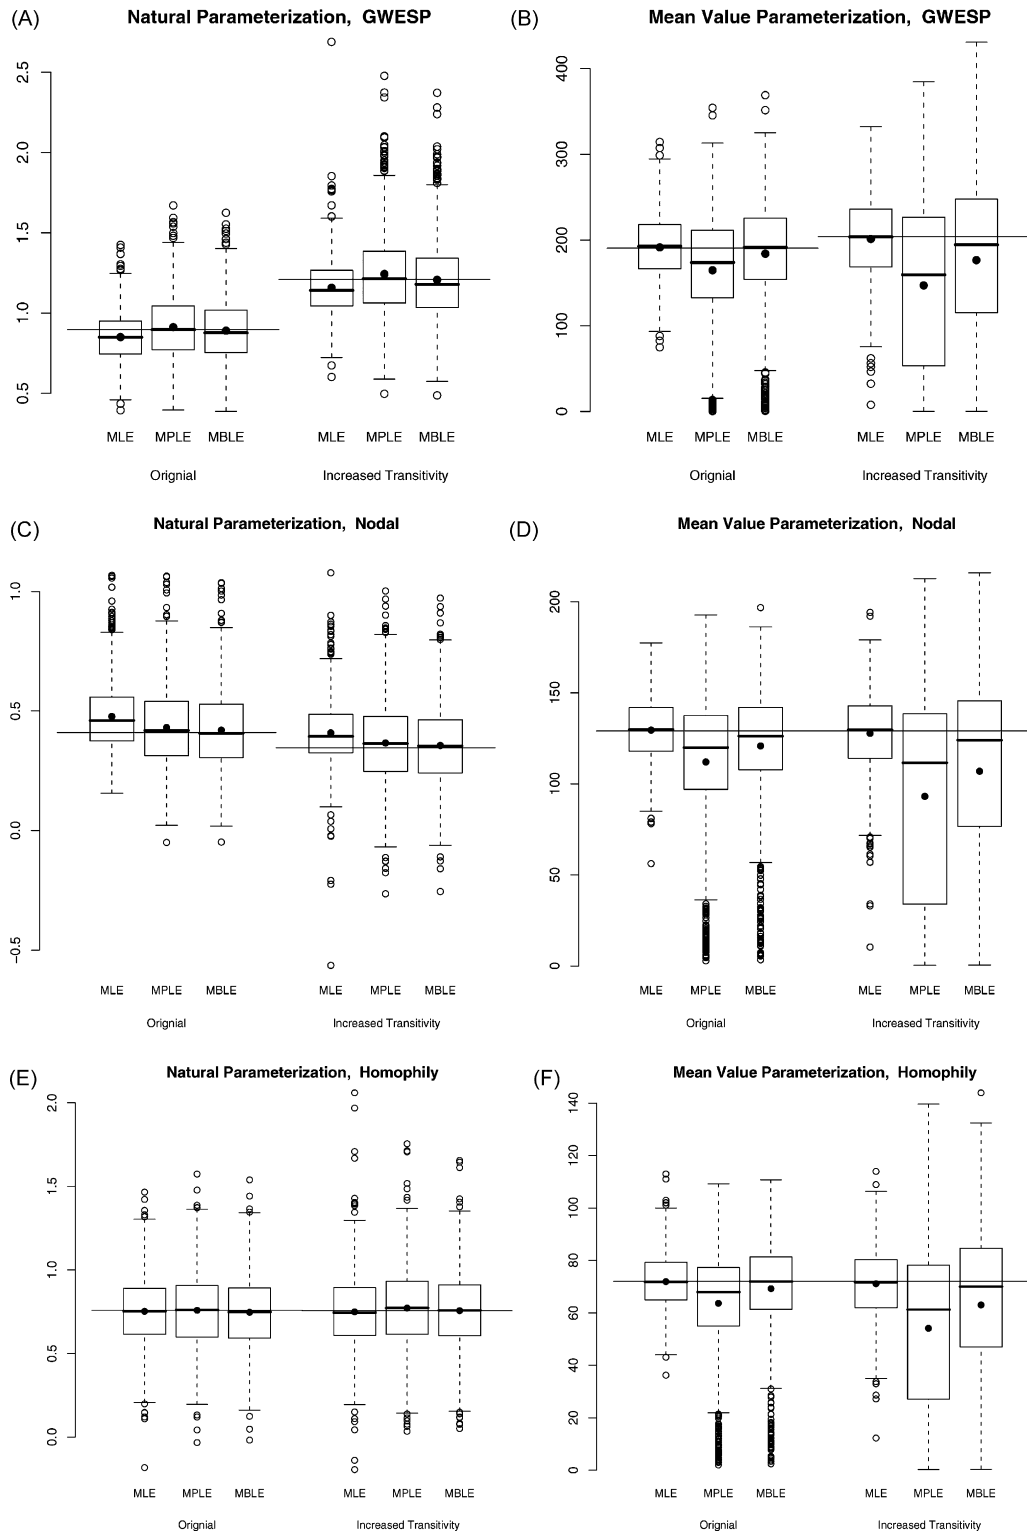 (A) Natural Parameterization, GWESP
2.5
2.0
1.5
1.0
0.5
MLE MPLE MBLE MLE MPLE MBLE
Orignial Increased Transitivity
(B) Mean Value Parameterization, GWESP
400
300
200
100
0
MLE MPLE MBLE MLE MPLE MBLE
Orignial Increased Transitivity
(C) Natural Parameterization, Nodal
1.0
0.5
0.0
−0.5
MLE MPLE MBLE MLE MPLE MBLE
Orignial Increased Transitivity
(D) Mean Value Parameterization, Nodal
200
150
100
50
0
MLE MPLE MBLE MLE MPLE MBLE
Orignial Increased Transitivity
(E) Natural Parameterization, Homophily
2.0
1.5
1.0
0.5
0.0
MLE MPLE MBLE MLE MPLE MBLE
Orignial Increased Transitivity
(F) Mean Value Parameterization, Homophily
140
120
100
80
60
40
20
0
MLE MPLE MBLE MLE MPLE MBLE
Orignial Increased Transitivity